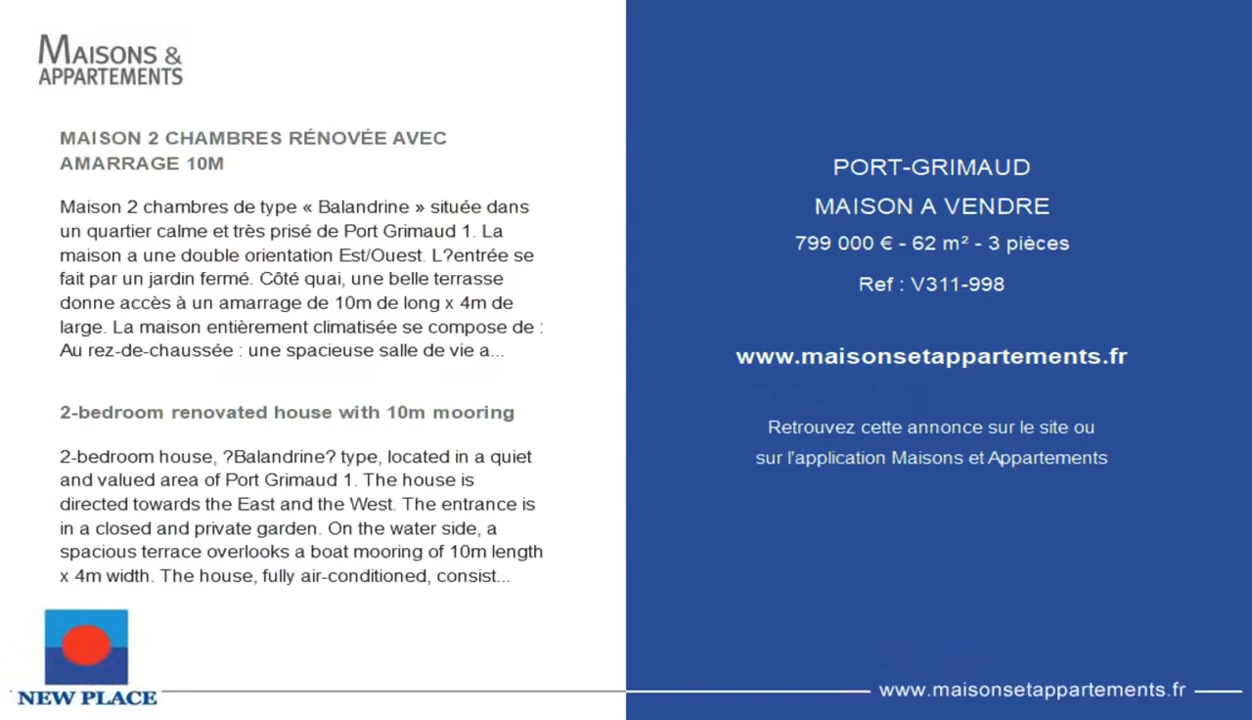 MAISONS &
APPARTEMENTS
MAISON 2 CHAMBRES RÉNOVÉE AVEC
AMARRAGE 10M
Maison 2 chambres de type « Balandrine » située dans
un quartier calme et très prisé de Port Grimaud 1. La
maison a une double orientation Est/Ouest. L?entrée se
fait par un jardin fermé. Côté quai, une belle terrasse
donne accès à un amarrage de 10m de long x 4m de
large. La maison entièrement climatisée se compose de :
Au rez-de-chaussée : une spacieuse salle de vie a...
2-bedroom renovated house with 10m mooring
2-bedroom house, ?Balandrine? type, located in a quiet
and valued area of Port Grimaud 1. The house is
directed towards the East and the West. The entrance is
in a closed and private garden. On the water side, a
spacious terrace overlooks a boat mooring of 10m length
x 4m width. The house, fully air-conditioned, consist...
NEW PLACE
PORT-GRIMAUD
MAISON A VENDRE
799 000 € - 62 m² - 3 pièces
Ref : V311-998
www.maisonsetappartements.fr
Retrouvez cette annonce sur le site ou
sur l'application Maisons et Appartements
www.maisonsetappartements.fr